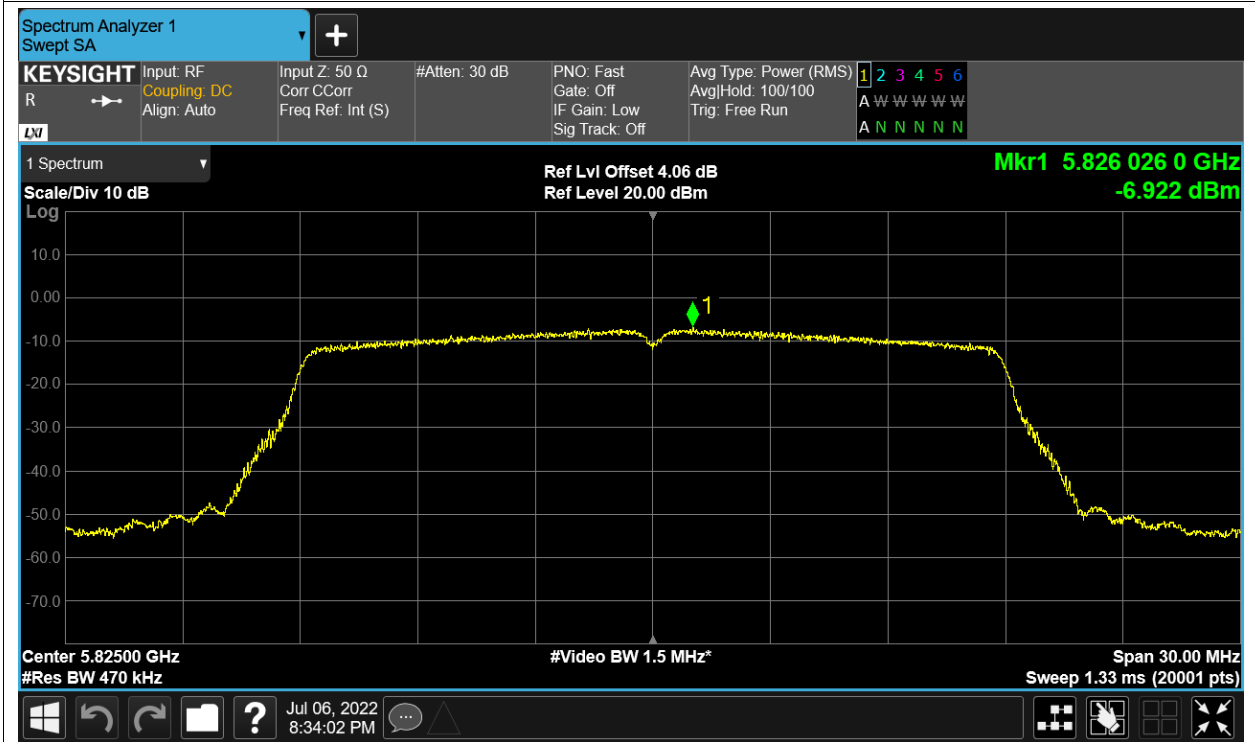 Spectrum Analyzer 1
Swept SA
+
KEYSIGHT
R
LXI
Input: RF
Coupling: DC
Align: Auto
Input Z: 50 Ω
Corr CCorr
Freq Ref: Int (S)
#Atten: 30 dB
PNO: Fast
Gate: Off
IF Gain: Low
Sig Track: Off
Avg Type: Power (RMS)
Avg|Hold: 100/100
Trig: Free Run
1 2 3 4 5 6
A W W W W W
A N N N N N
1 Spectrum
Scale/Div 10 dB
Log
Ref Lvl Offset 4.06 dB
Ref Level 20.00 dBm
Mkr1 5.826 026 0 GHz
-6.922 dBm
10.0
0.00
1
-10.0
-20.0
-30.0
-40.0
-50.0
-60.0
-70.0
Center 5.82500 GHz
#Video BW 1.5 MHz*
Span 30.00 MHz
#Res BW 470 kHz
Sweep 1.33 ms (20001 pts)
?
Jul 06, 2022
8:34:02 PM